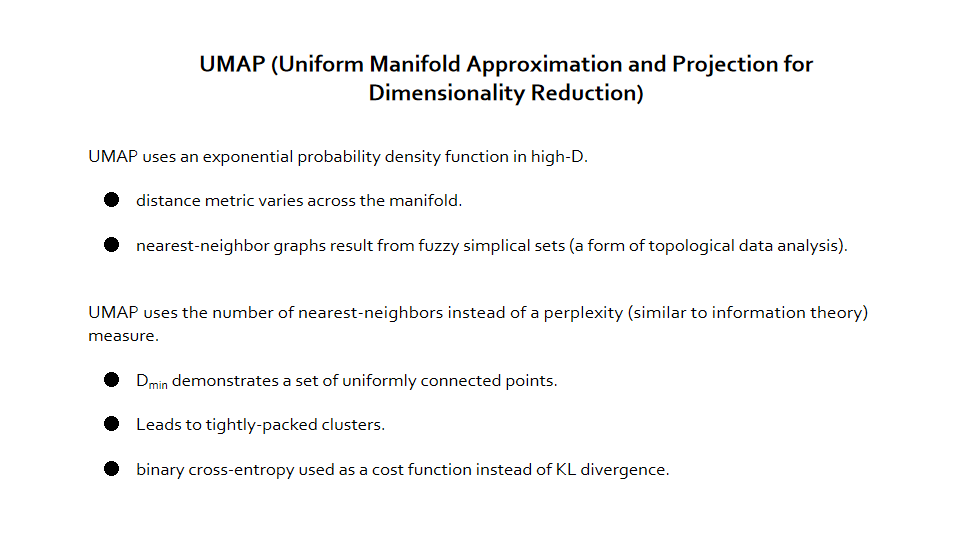 UMAP (Uniform Manifold Approximation and Projection for
Dimensionality Reduction)
UMAP uses an exponential probability density function in high-D.
● distance metric varies across the manifold.
● nearest-neighbor graphs result from fuzzy simplical sets (a form of topological data analysis).
UMAP uses the number of nearest-neighbors instead of a perplexity (similar to information theory)
measure.
● Dmin demonstrates a set of uniformly connected points.
● Leads to tightly-packed clusters.
● binary cross-entropy used as a cost function instead of KL divergence.